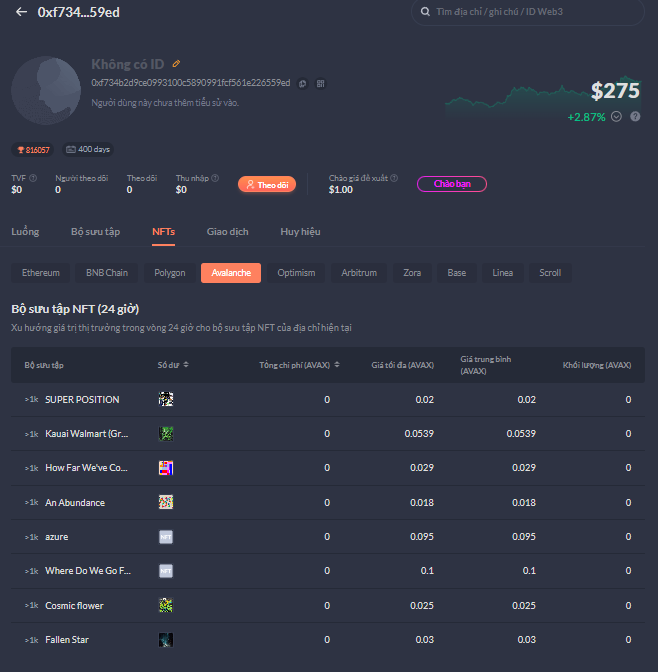 0xf734...59ed
Tìm địa chỉ / ghi chú / ID Web3
Không có ID
0xf734b2d9ce0993100c5890991fcf561e226559ed
Người dùng này chưa thêm tiểu sử vào.
$275
+2.87%
816057
400 days
TVF
$0
Người theo dõi
0
Theo dõi
0
Thu nhập
$0
Theo dõi
Chào giá đề xuất
$1.00
Chào bạn
Luồng
Bộ sưu tập
NFTs
Giao dịch
Huy hiệu
Ethereum
BNB Chain
Polygon
Avalanche
Optimism
Arbitrum
Zora
Base
Linea
Scroll
Bộ sưu tập NFT (24 giờ)
Xu hướng giá trị thị trường trong vòng 24 giờ cho bộ sưu tập NFT của địa chỉ hiện tại
Bộ sưu tập Số dư Tổng chi phí (AVAX) Giá tối đa (AVAX) Giá trung bình (AVAX) Khối lượng (AVAX)
>1k SUPER POSITION 0 0.02 0.02 0
>1k Kauai Walmart (Gr... 0 0.0539 0.0539 0
>1k How Far We've Co... 0 0.029 0.029 0
>1k An Abundance 0 0.018 0.018 0
>1k azure NFT 0 0.095 0.095 0
>1k Where Do We Go F... NFT 0 0.1 0.1 0
>1k Cosmic flower 0 0.025 0.025 0
>1k Fallen Star 0 0.03 0.03 0